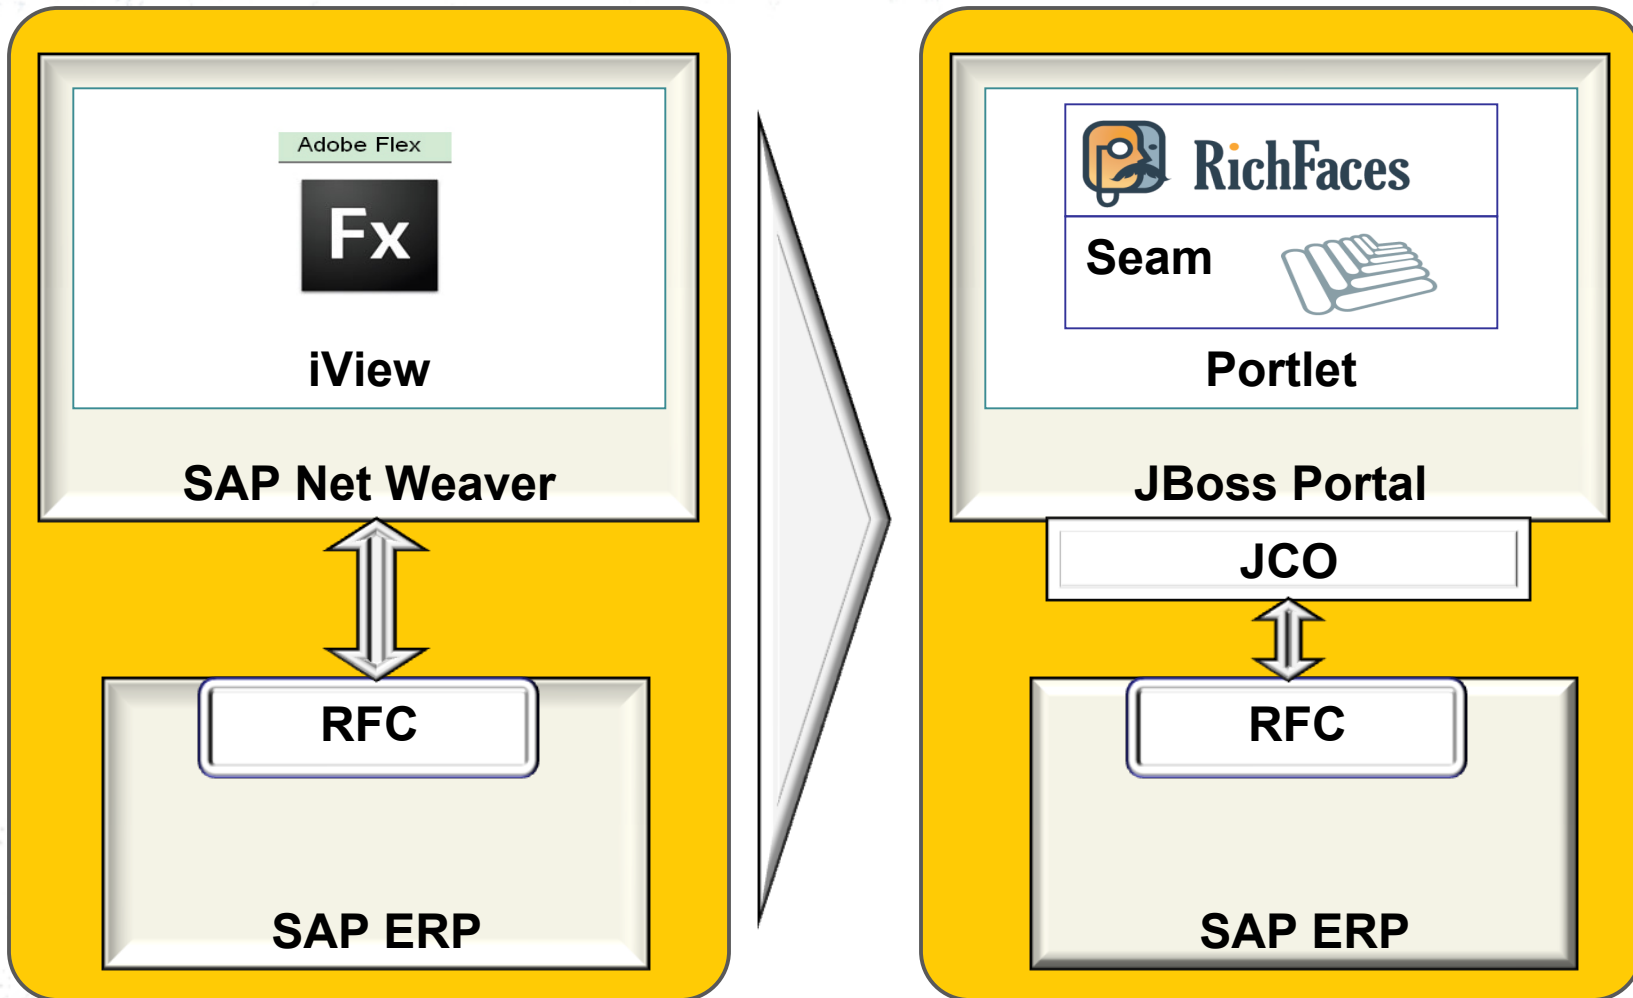 Adobe Flex
Fx
iView
SAP Net Weaver
RFC
SAP ERP
RichFaces
Seam
Portlet
JBoss Portal
JCO
RFC
SAP ERP